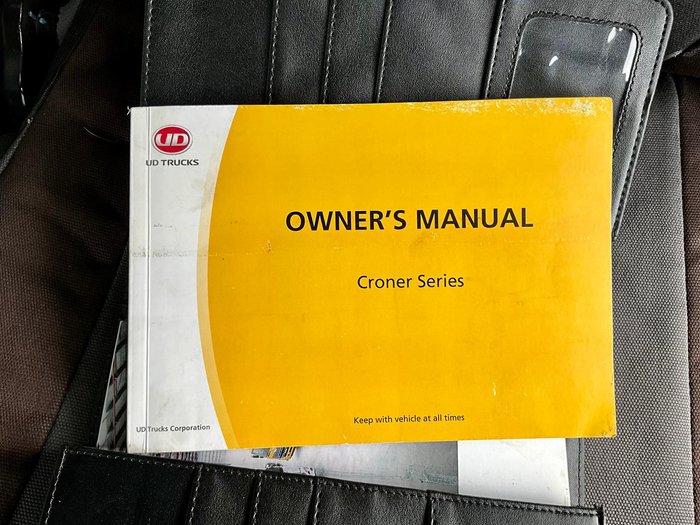 UD
UD TRUCKS
OWNER'S MANUAL
Croner Series
Keep with vehicle at all times
UD Trucks Corporation